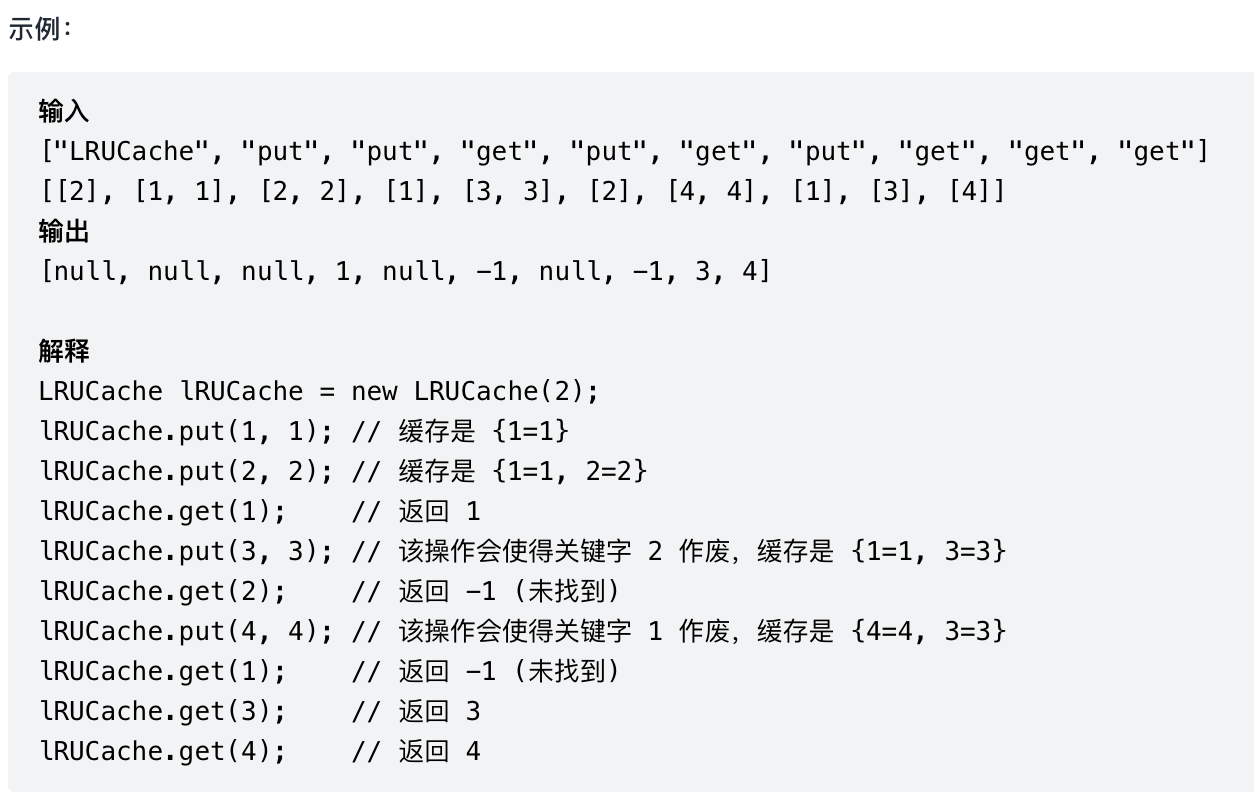 示例：
输入
["LRUCache", "put", "put", "get", "put", "get", "put", "get", "get", "get"]
[[2], [1, 1], [2, 2], [1], [3, 3], [2], [4, 4], [1], [3], [4]]
输出
[null, null, null, 1, null, -1, null, -1, 3, 4]
解释
LRUCache lRUCache = new LRUCache(2);
lRUCache.put(1, 1); // 缓存是 {1=1}
lRUCache.put(2, 2); // 缓存是 {1=1, 2=2}
lRUCache.get(1);    // 返回 1
lRUCache.put(3, 3); // 该操作会使得关键字 2 作废，缓存是 {1=1, 3=3}
lRUCache.get(2);    // 返回 -1 (未找到)
lRUCache.put(4, 4); // 该操作会使得关键字 1 作废，缓存是 {4=4, 3=3}
lRUCache.get(1);    // 返回 -1 (未找到)
lRUCache.get(3);    // 返回 3
lRUCache.get(4);    // 返回 4